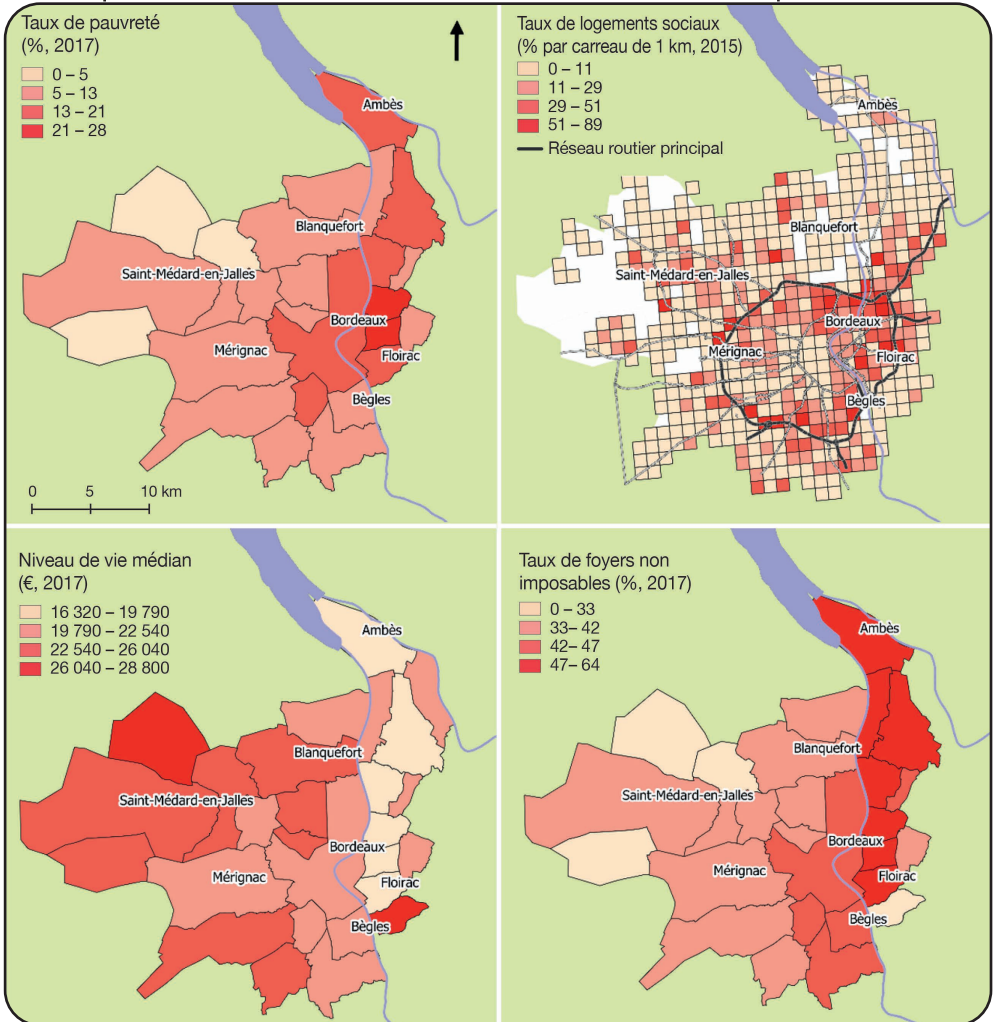 Taux de pauvreté
(%, 2017)
0 – 5
5 – 13
13 – 21
21 – 28
Ambès
Blanquefort
Saint-Médard-en-Jalles
Bordeaux
Mérignac
Floirac
Bègles
0 5 10 km
Taux de logements sociaux
(% par carreau de 1 km, 2015)
0 – 11
11 – 29
29 – 51
51 – 89
Réseau routier principal
Ambès
Blanquefort
Saint-Médard-en-Jalles
Bordeaux
Mérignac
Floirac
Bègles
Niveau de vie médian
(€, 2017)
16 320 – 19 790
19 790 – 22 540
22 540 – 26 040
26 040 – 28 800
Ambès
Blanquefort
Saint-Médard-en-Jalles
Bordeaux
Mérignac
Floirac
Bègles
Taux de foyers non
imposables (%, 2017)
0 – 33
33– 42
42– 47
47– 64
Ambès
Blanquefort
Saint-Médard-en-Jalles
Bordeaux
Mérignac
Floirac
Bègles